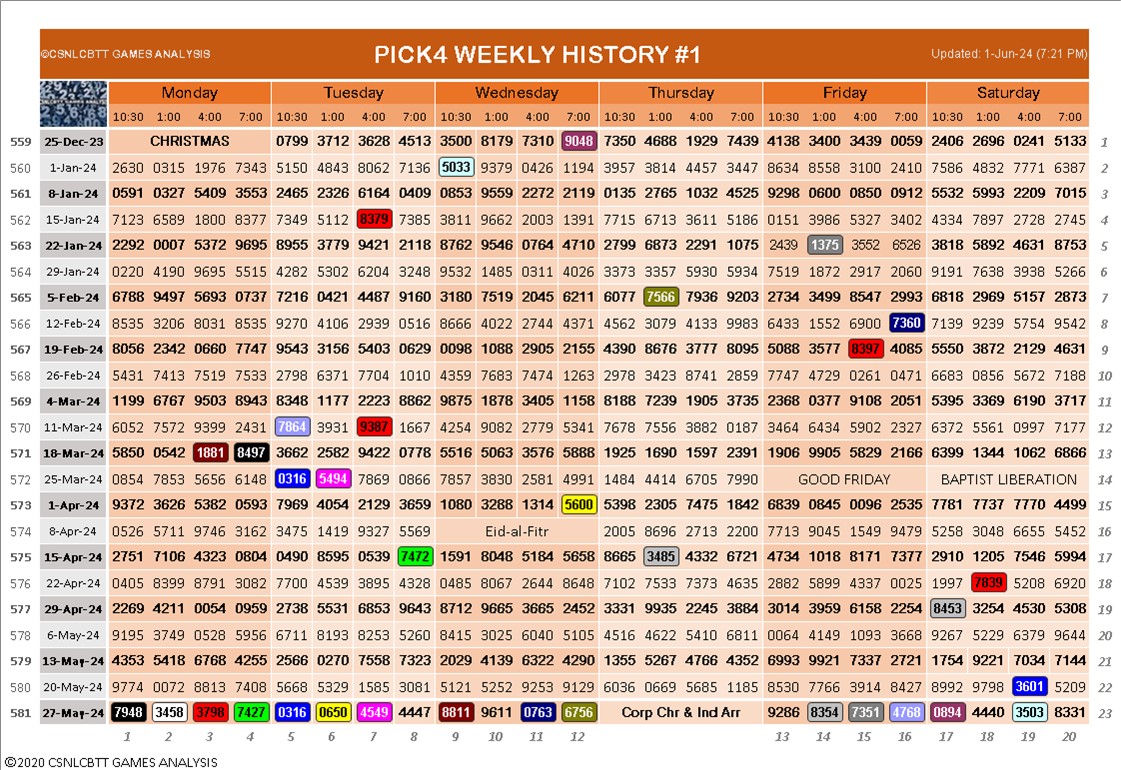 ©CSNLCBTT GAMES ANALYSIS PICK4 WEEKLY HISTORY #1 Updated: 1-Jun-24 (7:21 PM)
Monday Tuesday Wednesday Thursday Friday Saturday
10:30 1:00 4:00 7:00 10:30 1:00 4:00 7:00 10:30 1:00 4:00 7:00 10:30 1:00 4:00 7:00 10:30 1:00 4:00 7:00 10:30 1:00 4:00 7:00
559 25-Dec-23 CHRISTMAS 0799 3712 3628 4513 3500 8179 7310 9048 7350 4688 1929 7439 4138 3400 3439 0059 2406 2696 0241 5133 1
560 1-Jan-24 2630 0315 1976 7343 5150 4843 8062 7136 5033 9379 0426 1194 3957 3814 4457 3447 8634 8558 3100 2410 7586 4832 7771 6387 2
561 8-Jan-24 0591 0327 5409 3553 2465 2326 6164 0409 0853 9559 2272 2119 0135 2765 1032 4525 9298 0600 0850 0912 5532 5993 2209 7015 3
562 15-Jan-24 7123 6589 1800 8377 7349 5112 8379 7385 3811 9662 2003 1391 7715 6713 3611 5186 0151 3986 5327 3402 4334 7897 2728 2745 4
563 22-Jan-24 2292 0007 5372 9695 8955 3779 9421 2118 8762 9546 0764 4710 2799 6873 2291 1075 2439 1375 3552 6526 3818 5892 4631 8753 5
564 29-Jan-24 0220 4190 9695 5515 4282 5302 6204 3248 9532 1485 0311 4026 3373 3357 5930 5934 7519 1872 2917 2060 9191 7638 3938 5266 6
565 5-Feb-24 6788 9497 5693 0737 7216 0421 4487 9160 3180 7519 2045 6211 6077 7566 7936 9203 2734 3499 8547 2993 6818 2969 5157 2873 7
566 12-Feb-24 8535 3206 8031 8535 9270 4106 2939 0516 8666 4022 2744 4371 4562 3079 4133 9983 6433 1552 6900 7360 7139 9239 5754 9542 8
567 19-Feb-24 8056 2342 0660 7747 9543 3156 5403 0629 0098 1088 2905 2155 4390 8676 3777 8095 5088 3577 8397 4085 5550 3872 2129 4631 9
568 26-Feb-24 5431 7413 7519 7533 2798 6371 7704 1010 4359 7683 7474 1263 2978 3423 8741 2859 7747 4729 0261 0471 6683 0856 5672 7188 10
569 4-Mar-24 1199 6767 9503 8943 8348 1177 2223 8862 9875 1878 3405 1158 8188 7239 1905 3735 2368 0377 9108 2051 5395 3369 6190 3717 11
570 11-Mar-24 6052 7572 9399 2431 7864 3931 9387 1667 4254 9082 2779 5341 7678 7556 3882 0187 3464 6434 5902 2327 6372 5561 0997 7177 12
571 18-Mar-24 5850 0542 1881 8497 3662 2582 9422 0778 5516 5063 3576 5888 1925 1690 1597 2391 1906 9905 5829 2166 6399 1344 1062 6866 13
572 25-Mar-24 0854 7853 5656 6148 0316 5494 7869 0866 7857 3830 2581 4991 1484 4414 6705 7990 GOOD FRIDAY BAPTIST LIBERATION 14
573 1-Apr-24 9372 3626 5382 0593 7969 4054 2129 3659 1080 3288 1314 5600 5398 2305 7475 1842 6839 0845 0096 2535 7781 7737 7770 4499 15
574 8-Apr-24 0526 5711 9746 3162 3475 1419 9327 5569 Eid-al-Fitr 2005 8696 2713 2200 7713 9045 1549 9479 5258 3048 6655 5452 16
575 15-Apr-24 2751 7106 4323 0804 0490 8595 0539 7472 1591 8048 5184 5658 8665 3485 4332 6721 4734 1018 8171 7377 2910 1205 7546 5994 17
576 22-Apr-24 0405 8399 8791 3082 7700 4539 3895 4328 0485 8067 2644 8648 7102 7533 7373 4635 2882 5899 4337 0025 1997 7839 5208 6920 18
577 29-Apr-24 2269 4211 0054 0959 2738 5531 6853 9643 8712 9665 3665 2452 3331 9935 2245 3884 3014 3959 6158 2254 8453 3254 4530 5308 19
578 6-May-24 9195 3749 0528 5956 6711 8193 8253 5260 8415 3025 6040 5105 4516 4622 5410 6811 0064 4149 1093 3668 9267 5229 6379 9644 20
579 13-May-24 4353 5418 6768 4255 2566 0270 7558 7323 2029 4139 6322 4290 1355 5267 4766 4352 6993 9921 7337 2721 1754 9221 7034 7144 21
580 20-May-24 9774 0072 8813 7408 5668 5329 1585 3081 5121 5252 9253 9129 6036 0669 5685 1185 8530 7766 3914 8427 8992 9798 3601 5209 22
581 27-May-24 7948 3458 3798 7427 0316 0650 4549 4447 8811 9611 0763 6756 Corp Chr & Ind Arr 9286 8354 7351 4768 0894 4440 3503 8331 23
1 2 3 4 5 6 7 8 9 10 11 12 13 14 15 16 17 18 19 20
©2020 CSNLCBTT GAMES ANALYSIS